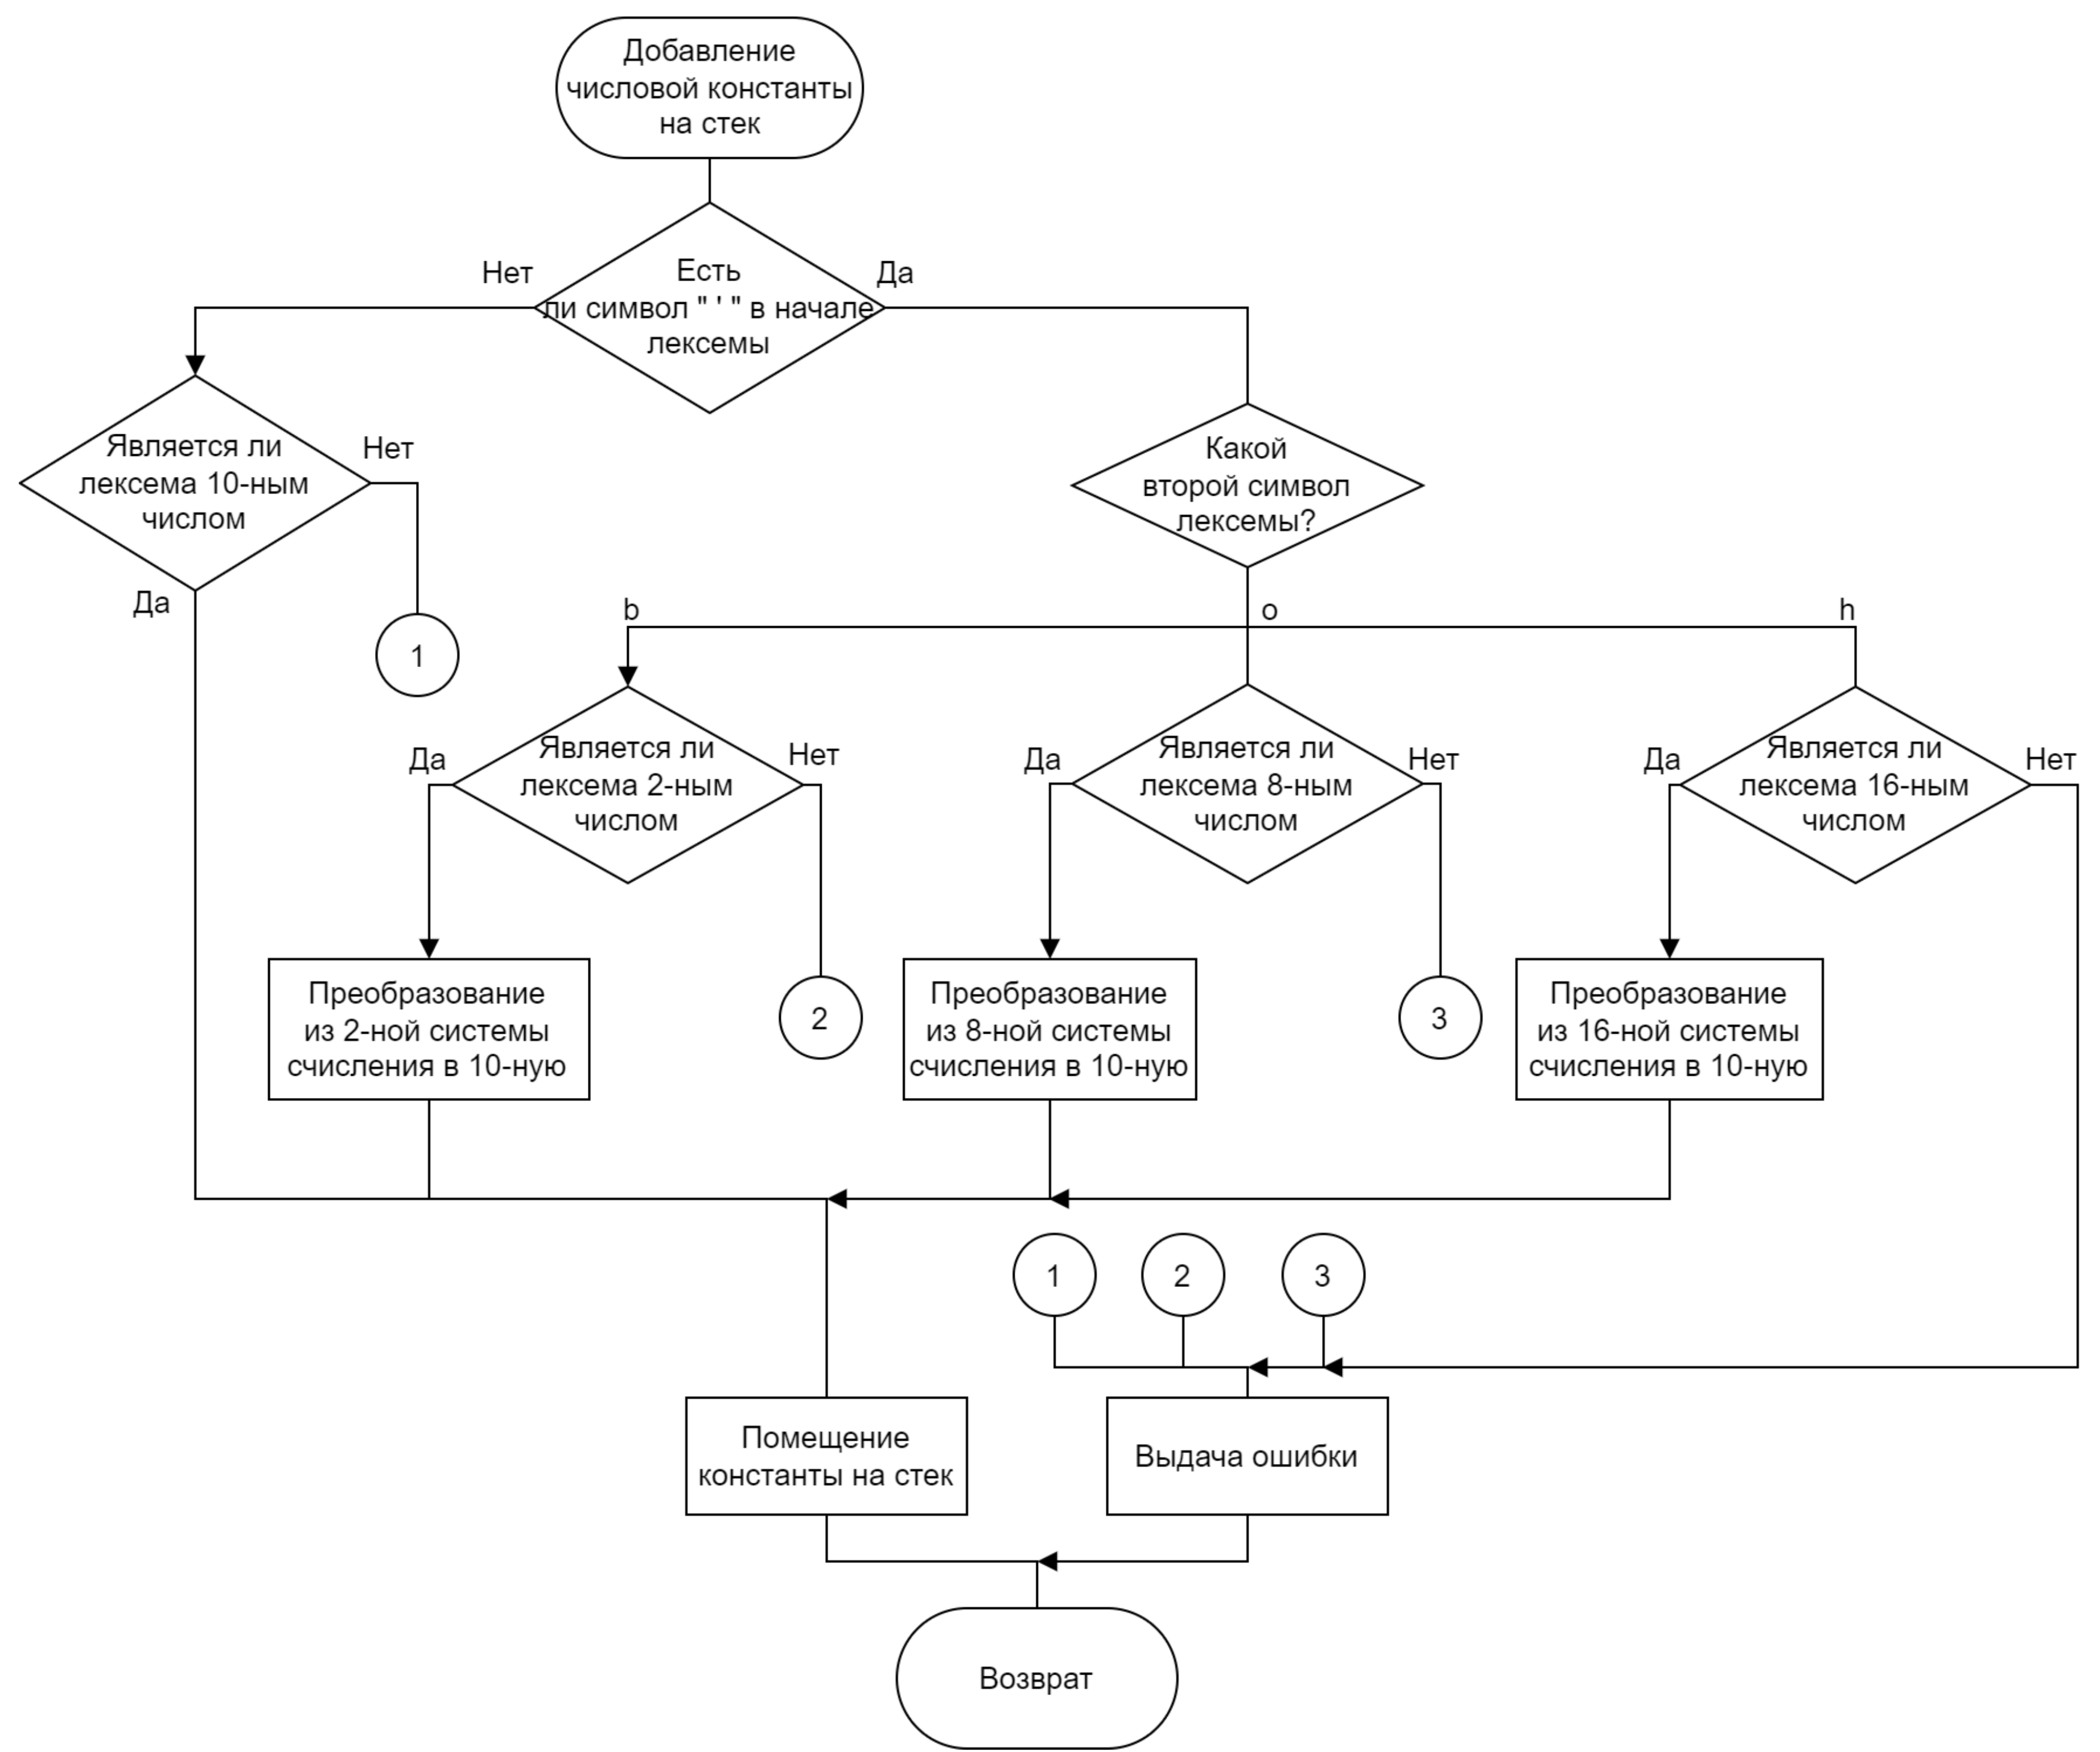 Добавление
числовой константы
на стек
Нет
Да
Есть
ли символ " ' " в начале
лексемы
Является ли
лексема 10-ным
числом
Нет
Да
1
Какой
второй символ
лексемы?
b
o
h
Да
Является ли
лексема 2-ным
числом
Нет
Да
Является ли
лексема 8-ным
числом
Нет
Да
Является ли
лексема 16-ным
числом
Нет
Преобразование
из 2-ной системы
счисления в 10-ную
2
Преобразование
из 8-ной системы
счисления в 10-ную
3
Преобразование
из 16-ной системы
счисления в 10-ную
1
2
3
Помещение
константы на стек
Выдача ошибки
Возврат